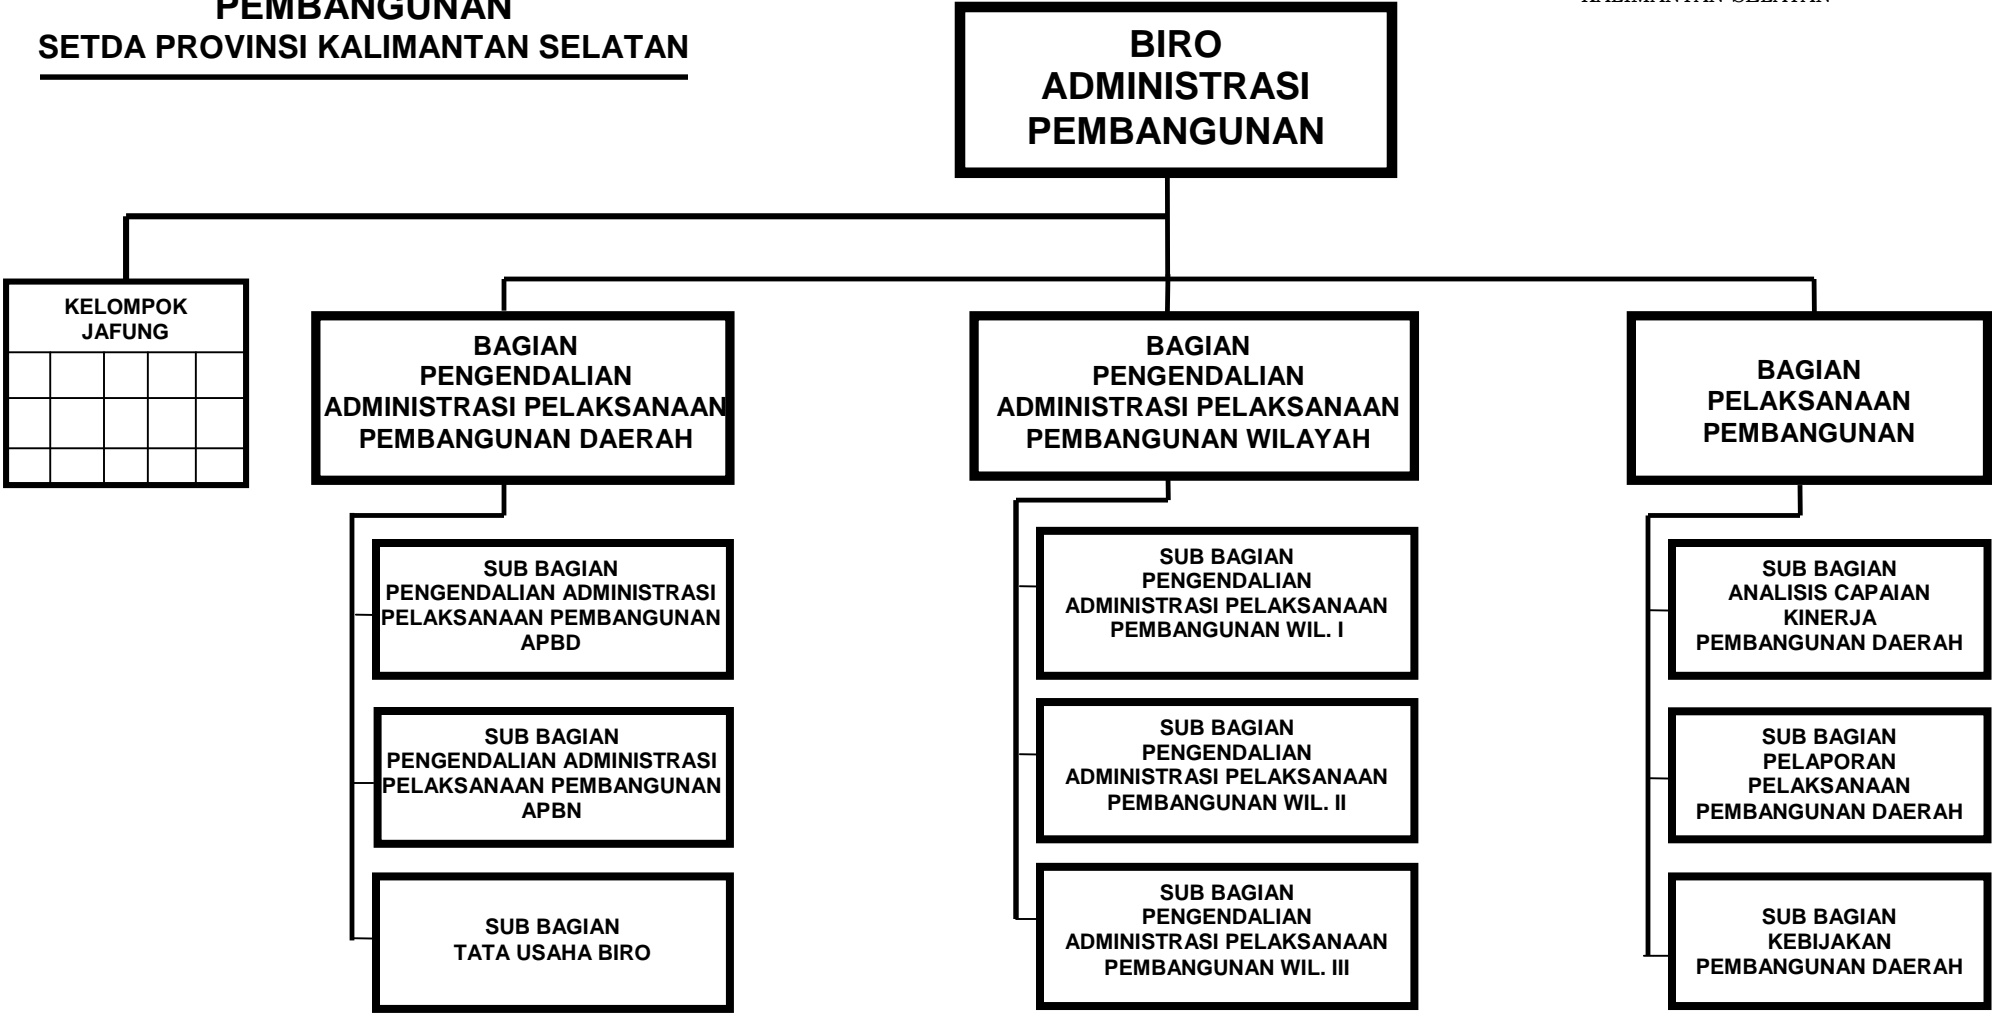 PEMBANGUNAN
SETDA PROVINSI KALIMANTAN SELATAN
KALIMANTAN SELATAN
BIRO
ADMINISTRASI
PEMBANGUNAN
KELOMPOK
JAFUNG
BAGIAN
PENGENDALIAN
ADMINISTRASI PELAKSANAAN
PEMBANGUNAN DAERAH
BAGIAN
PENGENDALIAN
ADMINISTRASI PELAKSANAAN
PEMBANGUNAN WILAYAH
BAGIAN
PELAKSANAAN
PEMBANGUNAN
SUB BAGIAN
PENGENDALIAN ADMINISTRASI
PELAKSANAAN PEMBANGUNAN
APBD
SUB BAGIAN
PENGENDALIAN ADMINISTRASI
PELAKSANAAN PEMBANGUNAN
APBN
SUB BAGIAN
TATA USAHA BIRO
SUB BAGIAN
PENGENDALIAN
ADMINISTRASI PELAKSANAAN
PEMBANGUNAN WIL. I
SUB BAGIAN
PENGENDALIAN
ADMINISTRASI PELAKSANAAN
PEMBANGUNAN WIL. II
SUB BAGIAN
PENGENDALIAN
ADMINISTRASI PELAKSANAAN
PEMBANGUNAN WIL. III
SUB BAGIAN
ANALISIS CAPAIAN
KINERJA
PEMBANGUNAN DAERAH
SUB BAGIAN
PELAPORAN
PELAKSANAAN
PEMBANGUNAN DAERAH
SUB BAGIAN
KEBIJAKAN
PEMBANGUNAN DAERAH